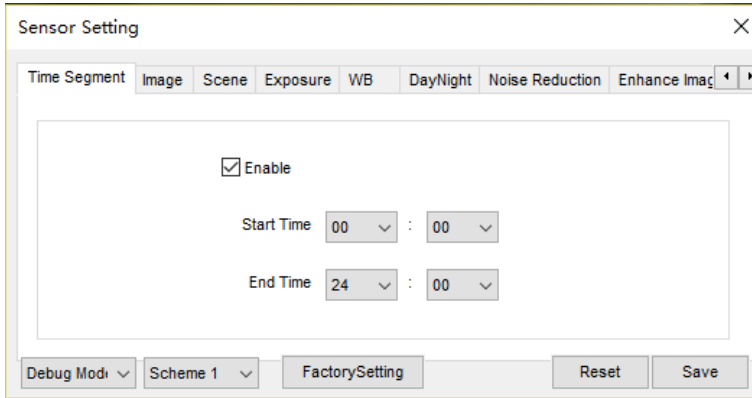 Sensor Setting
Time Segment Image Scene Exposure WB DayNight Noise Reduction Enhance Imag
Enable
Start Time 00 : 00
End Time 24 : 00
Debug Mode Scheme 1 FactorySetting Reset Save